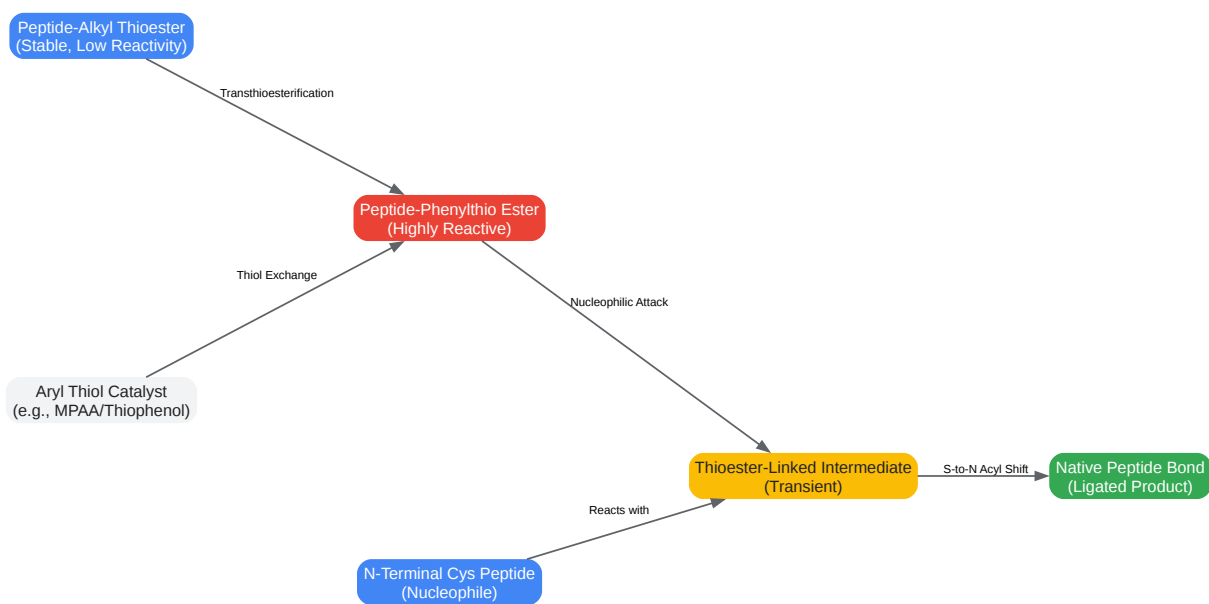 Peptide-Alkyl Thioester
(Stable, Low Reactivity)
Transthioesterification
Peptide-Phenylthio Ester
(Highly Reactive)
Thiol Exchange
Nucleophilic Attack
Aryl Thiol Catalyst
(e.g., MPAA/Thiophenol)
Thioester-Linked Intermediate
(Transient)
S-to-N Acyl Shift
Native Peptide Bond
(Ligated Product)
Reacts with
N-Terminal Cys Peptide
(Nucleophile)